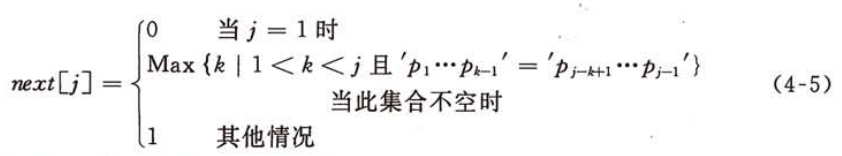 0 当 j = 1 时
next[j] = Max {k | 1 < k < j 且 'p₁…pₖ₋₁' = 'pⱼ₋ₖ₊₁…pⱼ₋₁'}
当此集合不空时 (4-5)
1 其他情况